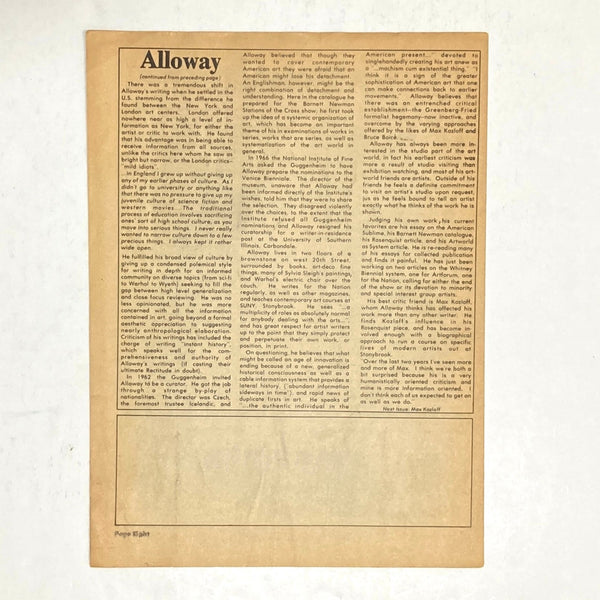 Alloway
(continued from preceding page)
There was a tremendous shift in
Alloway's writing when he settled in the
U.S. stemming from the difference he
found between the New York and
London art centers. London offered
nowhere near as high a level of in-
formation as New York, for either the
artist or critic to work with. He found
that his advantage was in being able to
receive information from all sources,
unlike the critics here whom he saw as
bright but narrow, or the London critics-
"mild idiots."
In England I grew up without giving up
any of my earlier phases of culture. As I
didn't go to university or anything like
that there was no pressure to give up my
juvenile culture of science fiction and
western movies. The traditional
process of education involves sacrificing
ones sort of high school culture, as you
move into serious things. I never really
wanted to narrow culture down to a few
precious things. I always kept it rather
wide open.
He fulfilled his broad view of culture by
giving up a condensed polemical style
for writing in depth for an informed
community on diverse topics (from sci-fi
to Warhol to Wyeth) seeking to fill the
gap between high level generalization
and close focus reviewing. He was no
less opinionated, but he was more
concerned with all the information
contained in art, going beyond a formal
aesthetic appreciation to suggesting
nearly anthropological elaboration.
Criticism of his writings has included the
charge of writing "instant history",
which speaks well for the com-
prehensiveness and authority of
Alloway's writings (if casting their
ultimate Rectitude in doubt).
In 1962 the Guggenheim invited
Alloway to be a curator. He got the job
through a strange by-play of
nationalities. The director was Czech,
the foremost trustee Icelandic, and
Alloway believed that though they
wanted to cover contemporary
American art they were afraid that an
American might lose his detachment.
An Englishman, however, might be the
right combination of detachment and
understanding. Here in the catalogue he
prepared for the Barnett Newman
Stations of the Cross show, he first took
up the idea of a systemic organization of
art, which has become an important
theme of his in examinations of works in
series, works that are series, as well as
systematization of the art world in
general.
In 1966 the National Institute of Fine
Arts asked the Guggenheim to have
Alloway prepare the nominations to the
Venice Biennale. The director of the
museum, unaware that Alloway had
been informed directly of the Institute's
wishes, told him that they were to share
the selection. They disagreed violently
over the choices, to the extent that the
Institute refused all Guggenheim
nominations and Alloway resigned his
curatorship for a writer-in-residence
post at the University of Southern
Illinois, Carbondale.
Alloway lives in two floors of a
brownstone on west 20th Street,
surrounded by books, art-deco fine
things, many of Sylvia Sleigh's paintings,
and Warhol's electric chair over the
couch. He writes for the Nation
regularly, as well as other magazines,
and teaches contemporary art courses at
SUNY, Stonybrook. He sees "...a
multiplicity of roles as absolutely normal
for anybody dealing with the arts...",
and has great respect for artist writers
up to the point that they simply protect
and perpetuate their own work, or
position, in print.
On questioning, he believes that what
might be called an age of innovation is
ending because of a new, generalized
historical consciousness as well as a
cable information system that provides a
lateral history, ('abundant information
sideways in time'), and rapid news of
duplicate firsts in art. He speaks of
"...the authentic individual in the
American present..." devoted to
singlehandedly creating his art anew as
a "...machism cum existential thing." I
think it is a sign of the greater
sophistication of American art that one
can make connections back to earlier
movements." Alloway believes that
there was an entrenched critical
establishment--the Greenberg-Fried
formalist hegemony-now inactive, and
overcome by the varying approaches
offered by the likes of Max Kozloff and
Bruce Borick.
Alloway has always been more in-
terested in the studio part of the art
world, in fact his earliest criticism was
more a result of studio visiting than
exhibition watching, and most of his art-
world friends are artists. Outside of his
friends he feels a definite commitment
to visit an artist's studio upon request,
just as he feels bound to tell an artist
exactly what he thinks of the work he is
shown.
Judging his own work, his current
favorites are his essay on the American
Sublime, his Barnett Newman catalogue,
his Rosenquist article, and his Artworld
as System article. He is re-reading many
of his essays for collected publication
and finds it painful. He has just been
working on two articles on the Whitney
Biennial system, one for Artforum, one
for the Nation, calling for either the end
of the show or its devotion to minority
and special interest group artists.
His best critic friend is Max Kozloff,
whom Alloway thinks has affected his
work more than any other writer. He
finds Kozloff's influence in his
Rosenquist piece, and has become in-
volved enough with a biographical
approach to run a course on specific
lives of modern artists out at
Stonybrook.
'Over the last two years I've seen more
and more of Max. I think we're both a
bit surprised because his is a very
humanistically oriented criticism and
mine is more information oriented. I
don't think each of us expected to get on
as well as we do.'
Next issue: Max Kozloff
Page Eight